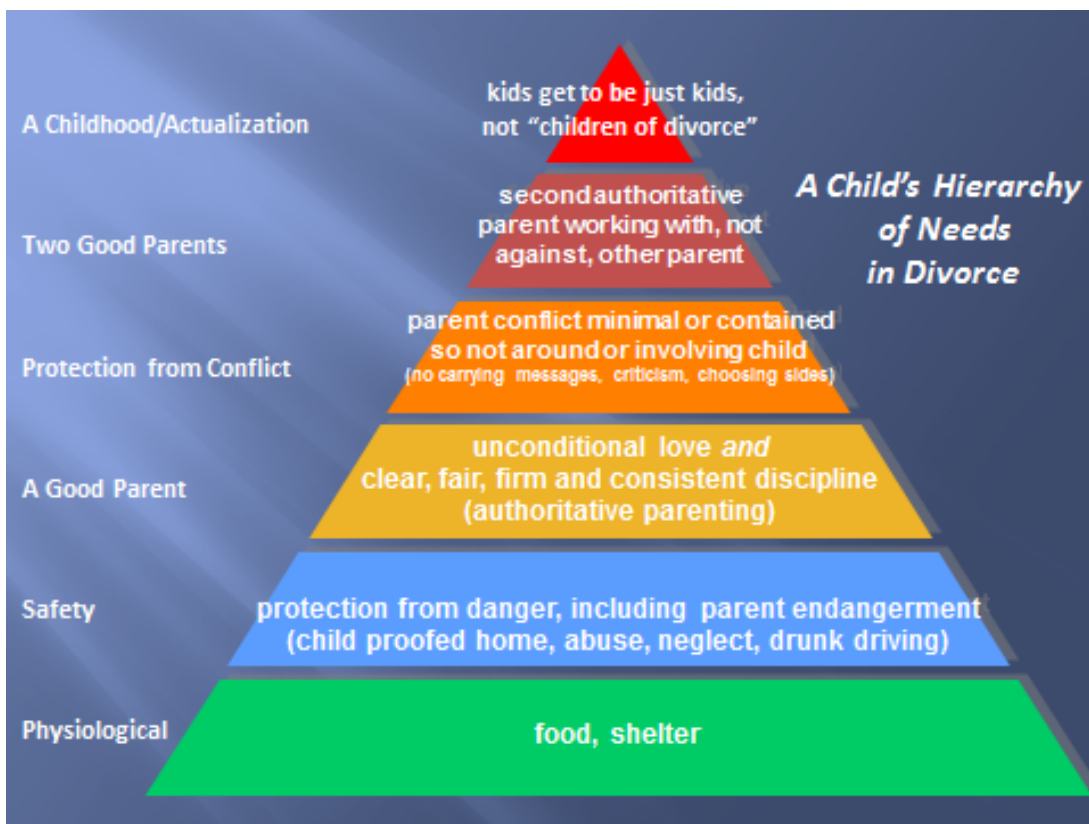 A Childhood/Actualization
kids get to be just kids,
not “children of divorce”
A Child’s Hierarchy
of Needs
in Divorce
Two Good Parents
second authoritative
parent working with, not
against, other parent
Protection from Conflict
parent conflict minimal or contained
so not around or involving child
(no carrying messages, criticism, choosing sides)
A Good Parent
unconditional love and
clear, fair, firm and consistent discipline
(authoritative parenting)
Safety
protection from danger, including parent endangerment
(child proofed home, abuse, neglect, drunk driving)
Physiological
food, shelter